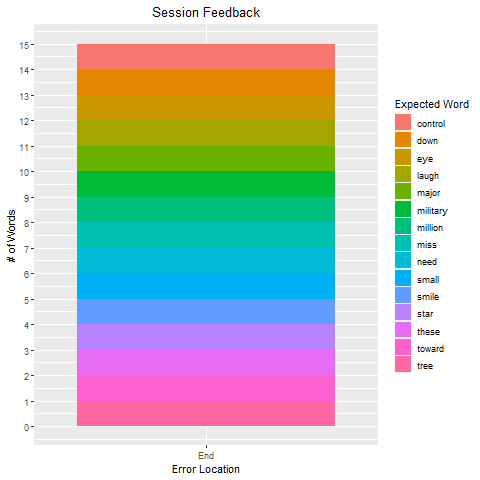 Session Feedback
15
14
13
12
11
10
9
8
7
6
5
4
3
2
1
0
# of Words
End
Error Location
Expected Word
control
down
eye
laugh
major
military
million
miss
need
small
smile
star
these
toward
tree